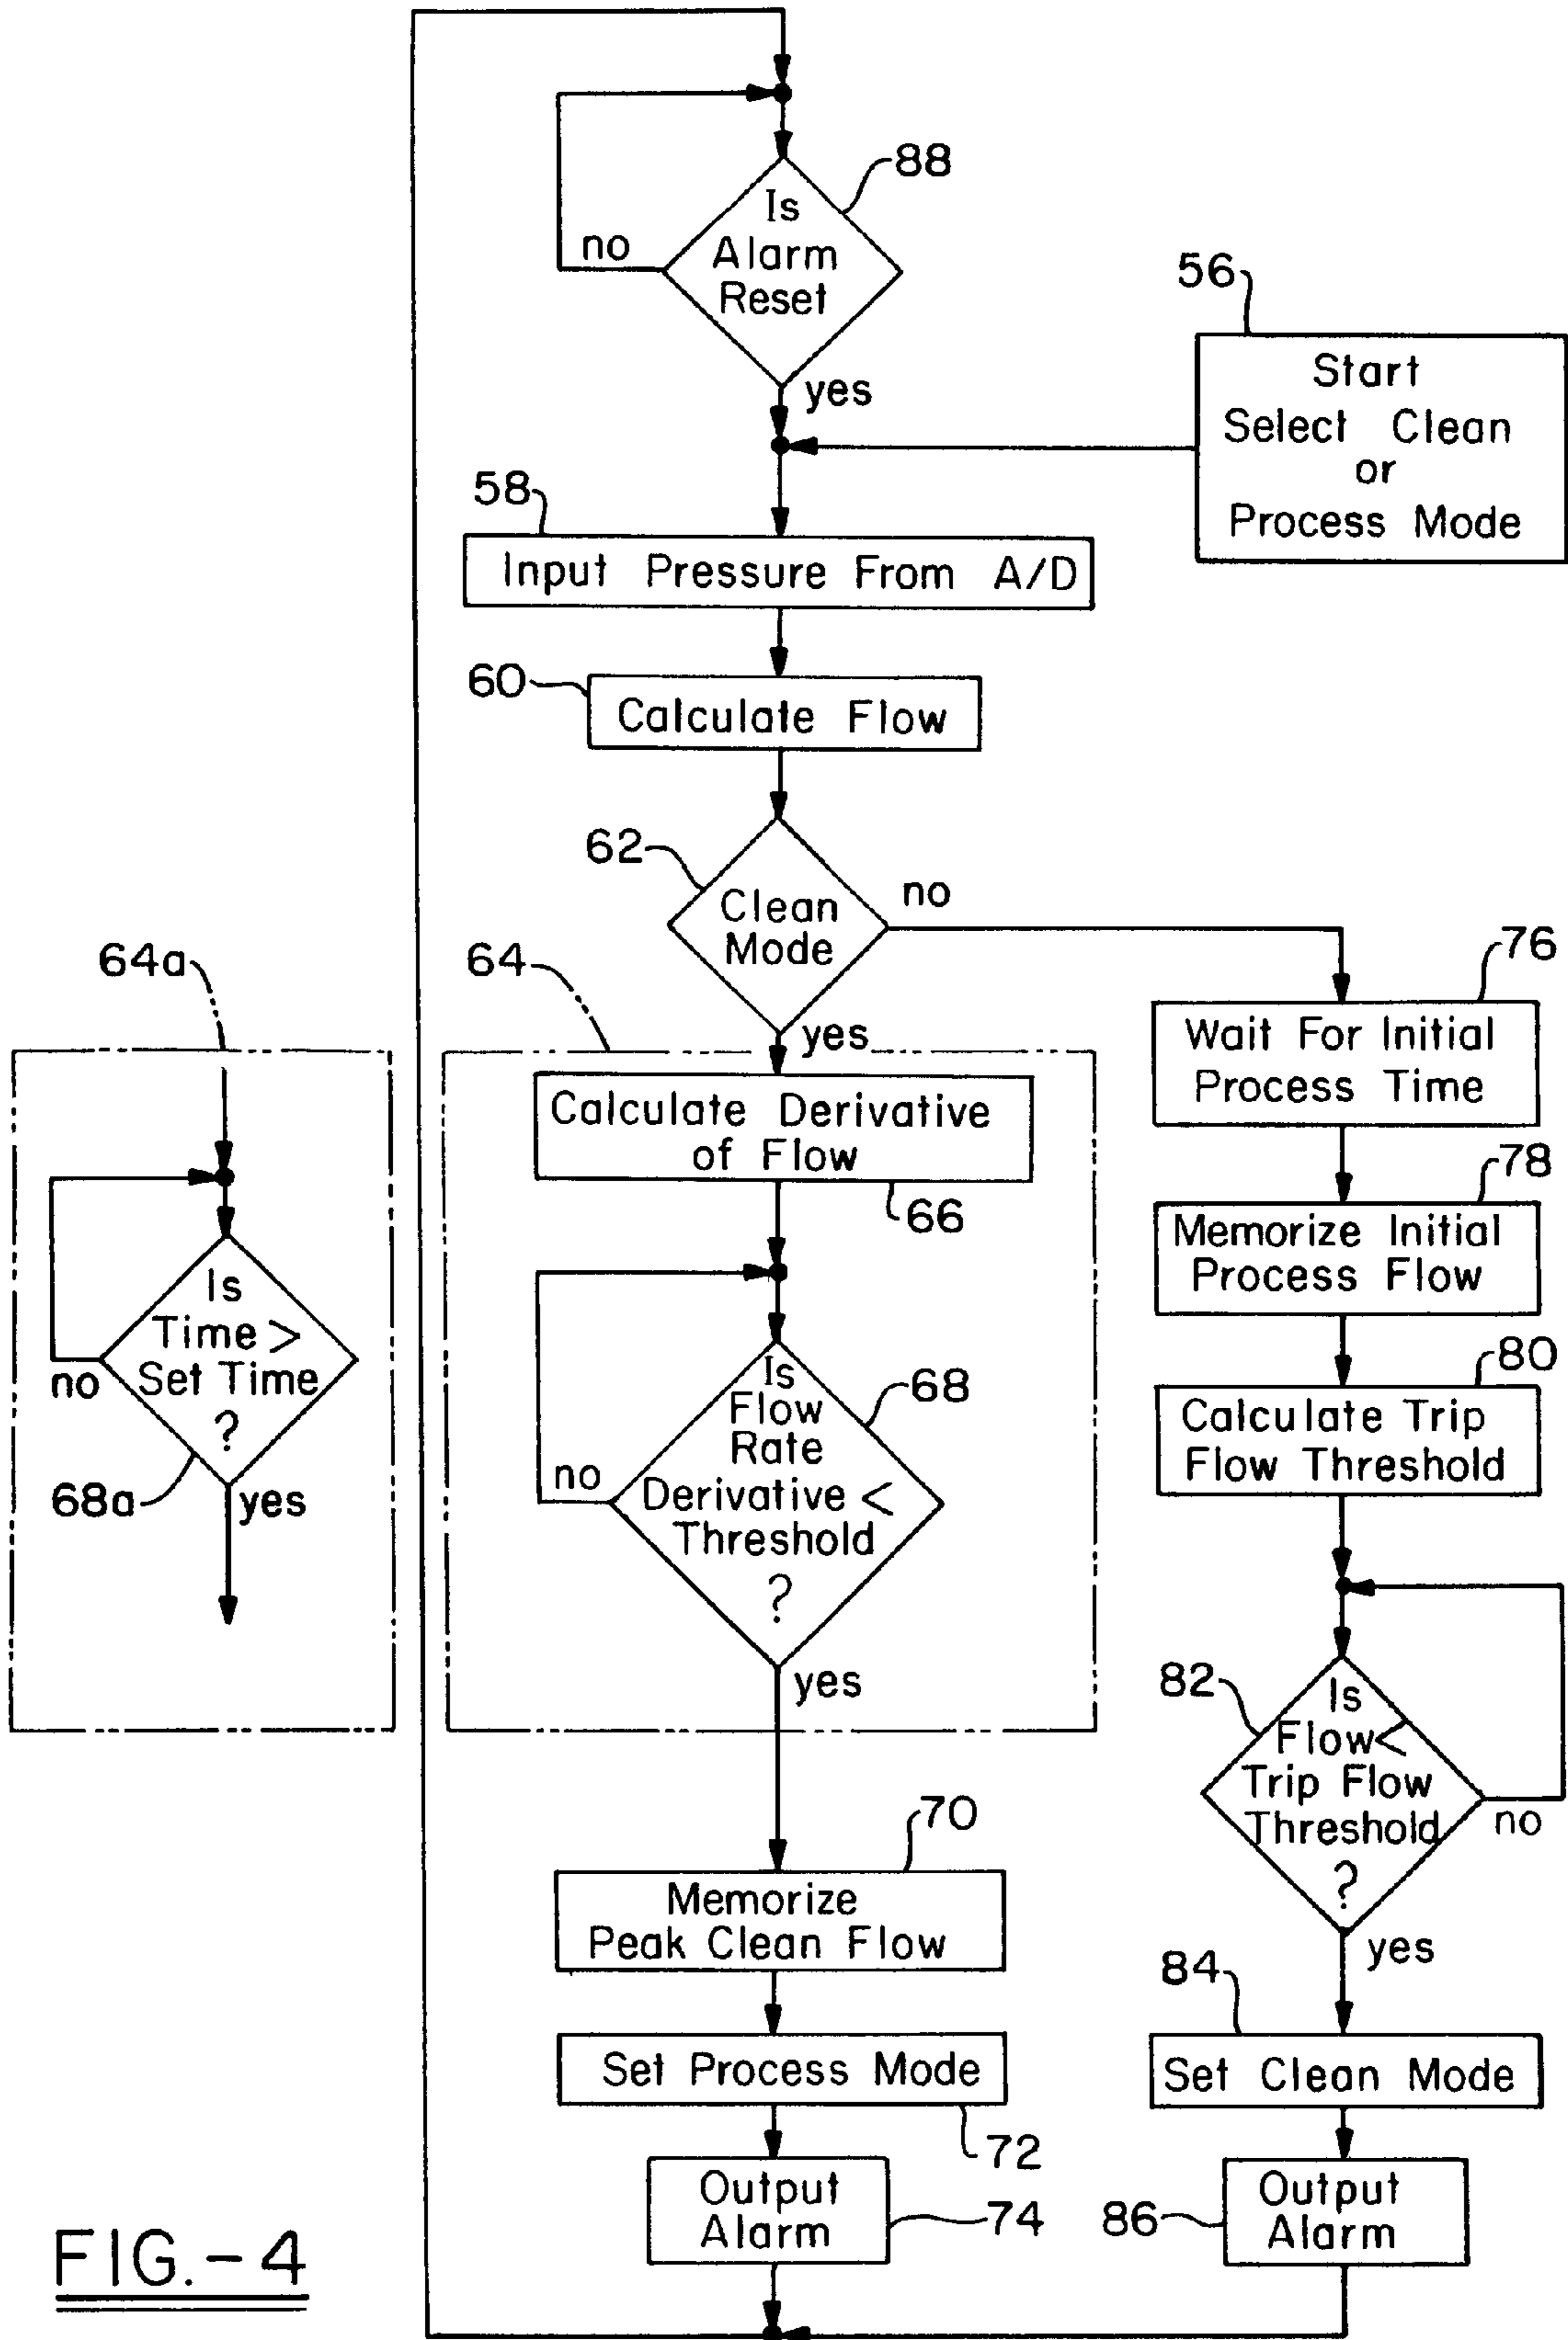 88
Is
Alarm
Reset
no
yes
56
Start
Select Clean
or
Process Mode
58
Input Pressure From A/D
60
Calculate Flow
62
Clean
Mode
no
yes
64a
64
76
Wait For Initial
Process Time
Calculate Derivative
of Flow
66
78
Memorize Initial
Process Flow
Is
Time >
Set Time
?
no
68a
yes
Is
Flow
Rate
Derivative <
Threshold
?
68
no
yes
80
Calculate Trip
Flow Threshold
82
Is
Flow<
Trip Flow
Threshold
?
no
yes
70
Memorize
Peak Clean Flow
84
Set Process Mode
72
Set Clean Mode
Output
Alarm
74
86
Output
Alarm
FIG.-4